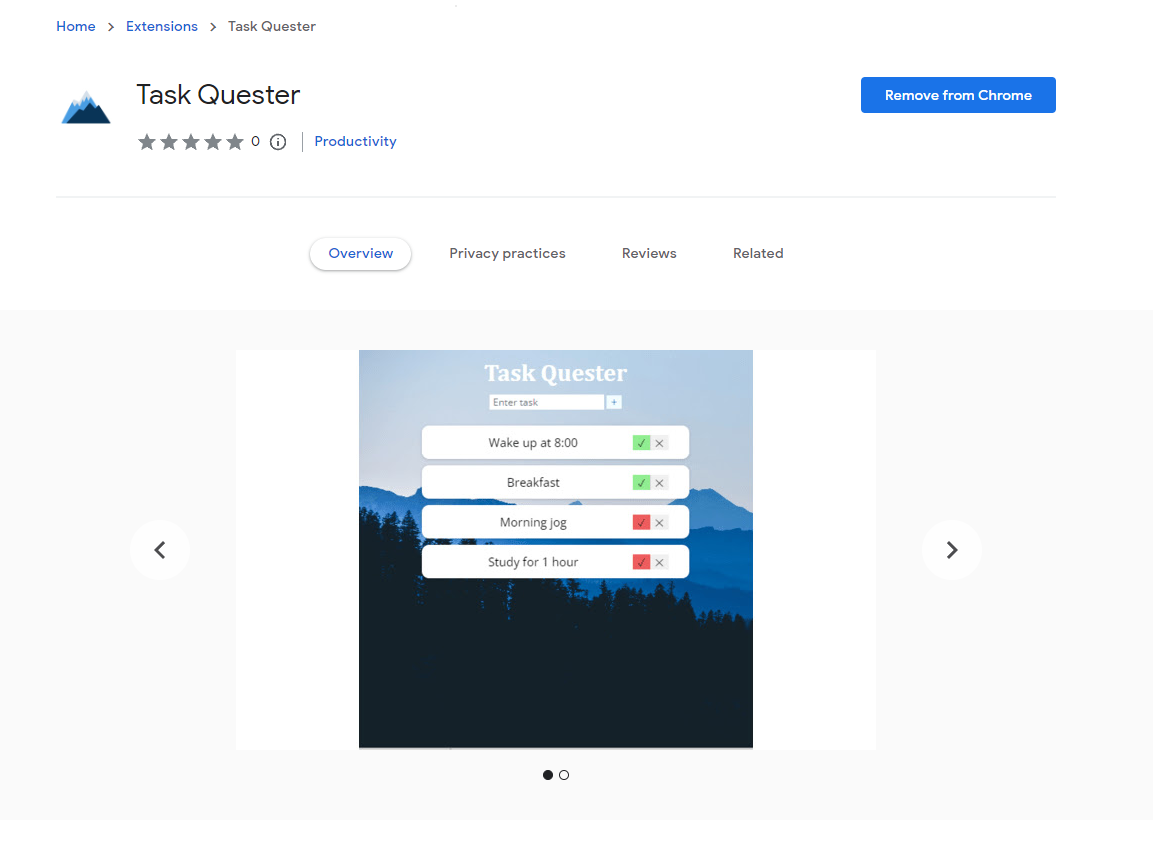 Home > Extensions > Task Quester
Task Quester
Remove from Chrome
0 Productivity
Overview Privacy practices Reviews Related
Task Quester
Enter task +
Wake up at 8:00 ✓ ✕
Breakfast ✓ ✕
Morning jog ✓ ✕
Study for 1 hour ✓ ✕